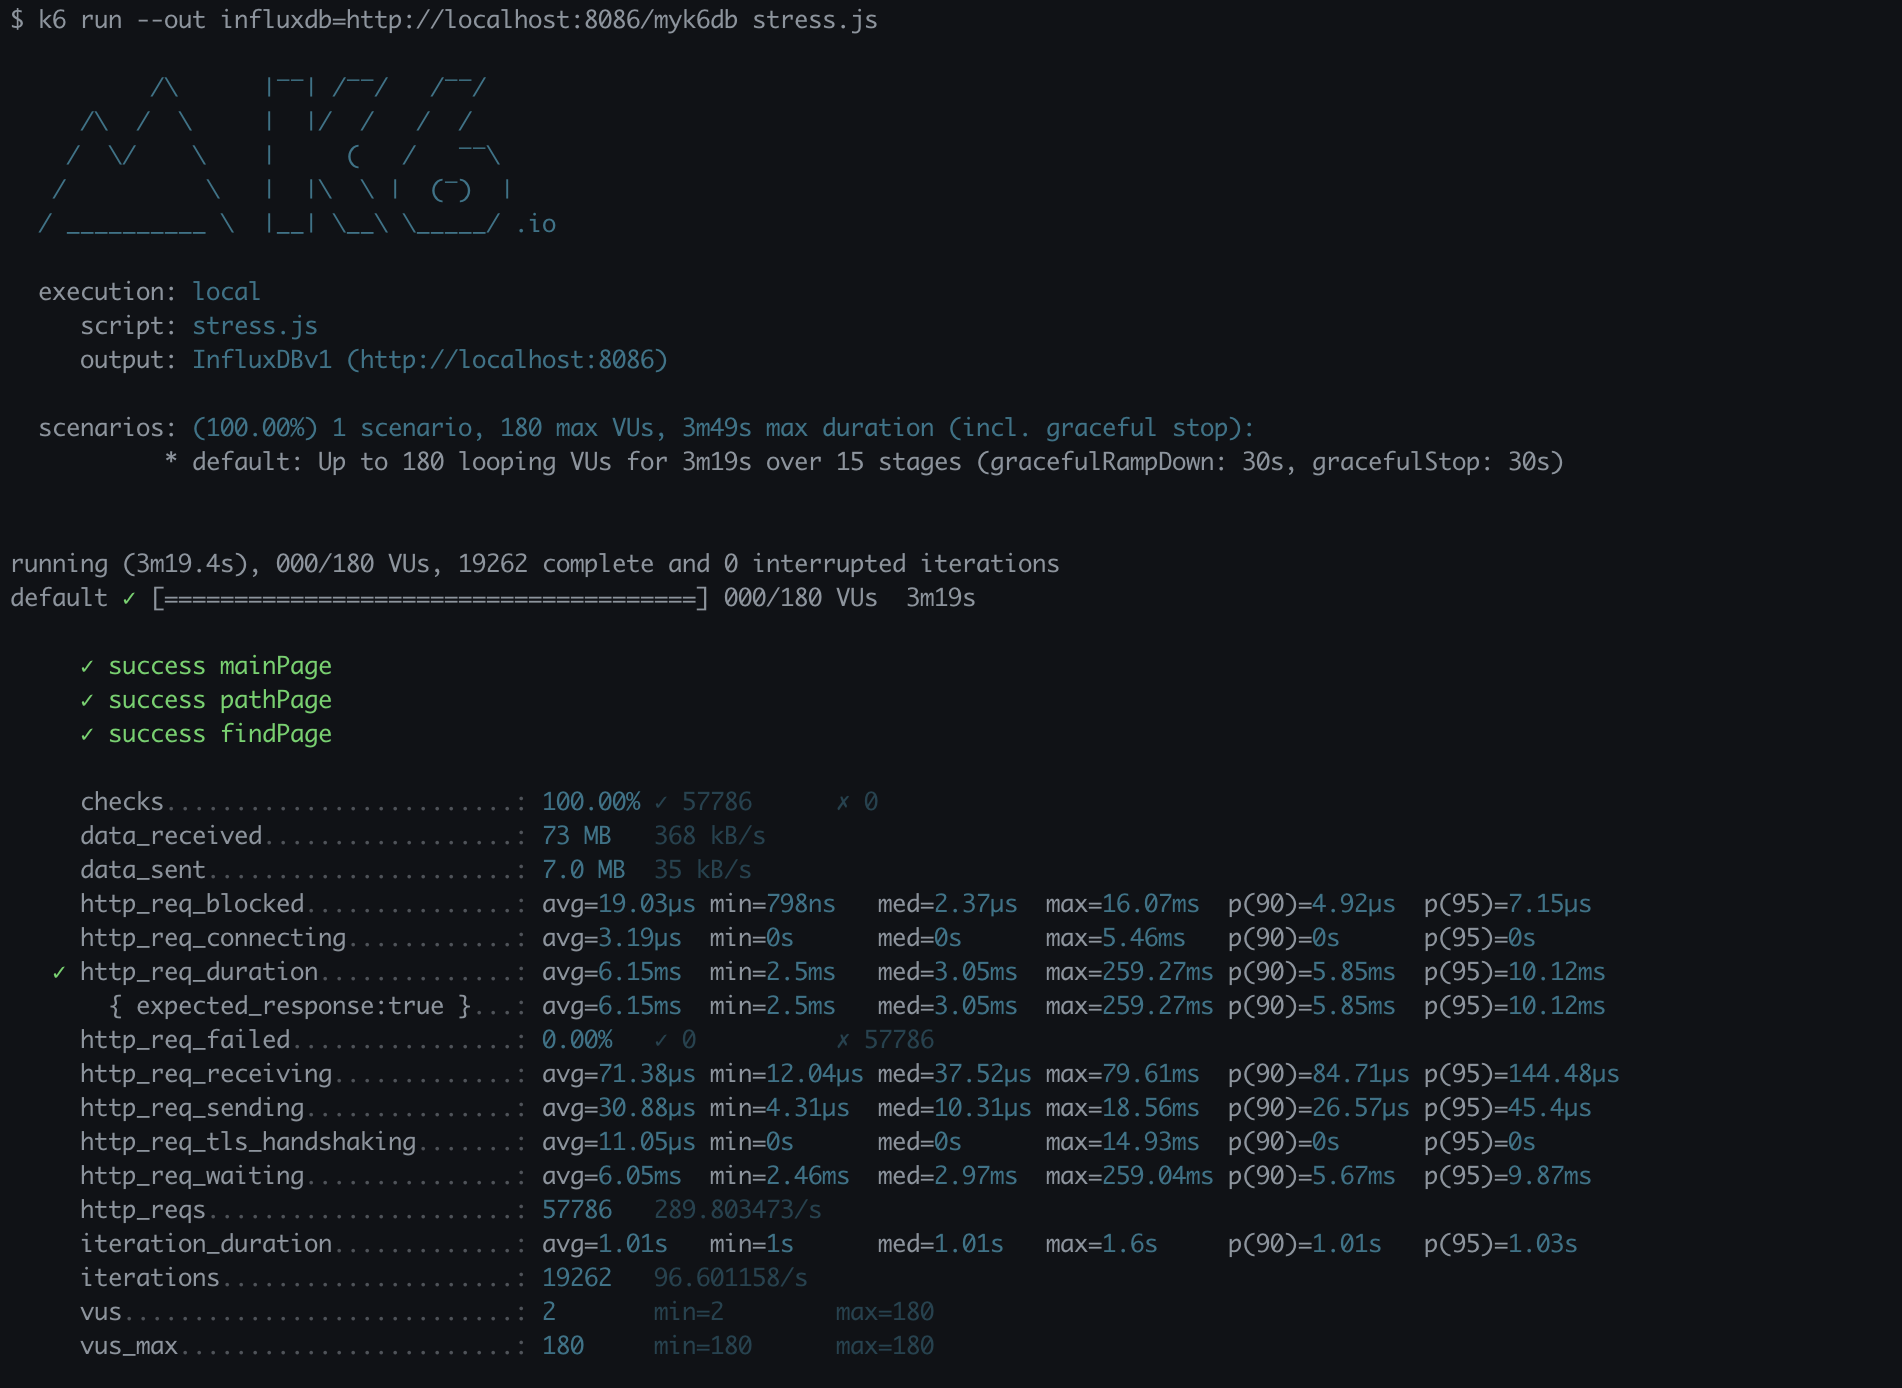 $ k6 run --out influxdb=http://localhost:8086/myk6db stress.js
          /\      |‾‾| /‾‾/   /‾‾/
     /\  /  \     |  |/  /   /  /
    /  \/    \    |     (   /   ‾‾\
   /          \   |  |\  \ |  (‾)  |
  / __________ \  |__| \__\ \_____/ .io
  execution: local
     script: stress.js
     output: InfluxDBv1 (http://localhost:8086)
  scenarios: (100.00%) 1 scenario, 180 max VUs, 3m49s max duration (incl. graceful stop):
           * default: Up to 180 looping VUs for 3m19s over 15 stages (gracefulRampDown: 30s, gracefulStop: 30s)
running (3m19.4s), 000/180 VUs, 19262 complete and 0 interrupted iterations
default ✓ [======================================] 000/180 VUs  3m19s
     ✓ success mainPage
     ✓ success pathPage
     ✓ success findPage
     checks.........................: 100.00% ✓ 57786      ✗ 0
     data_received..................: 73 MB   368 kB/s
     data_sent......................: 7.0 MB  35 kB/s
     http_req_blocked...............: avg=19.03µs min=798ns   med=2.37µs  max=16.07ms  p(90)=4.92µs  p(95)=7.15µs
     http_req_connecting............: avg=3.19µs  min=0s      med=0s      max=5.46ms   p(90)=0s      p(95)=0s
   ✓ http_req_duration..............: avg=6.15ms  min=2.5ms   med=3.05ms  max=259.27ms p(90)=5.85ms  p(95)=10.12ms
       { expected_response:true }...: avg=6.15ms  min=2.5ms   med=3.05ms  max=259.27ms p(90)=5.85ms  p(95)=10.12ms
     http_req_failed................: 0.00%   ✓ 0          ✗ 57786
     http_req_receiving.............: avg=71.38µs min=12.04µs med=37.52µs max=79.61ms  p(90)=84.71µs p(95)=144.48µs
     http_req_sending...............: avg=30.88µs min=4.31µs  med=10.31µs max=18.56ms  p(90)=26.57µs p(95)=45.4µs
     http_req_tls_handshaking.......: avg=11.05µs min=0s      med=0s      max=14.93ms  p(90)=0s      p(95)=0s
     http_req_waiting...............: avg=6.05ms  min=2.46ms  med=2.97ms  max=259.04ms p(90)=5.67ms  p(95)=9.87ms
     http_reqs......................: 57786   289.803473/s
     iteration_duration.............: avg=1.01s   min=1s      med=1.01s   max=1.6s     p(90)=1.01s   p(95)=1.03s
     iterations.....................: 19262   96.601158/s
     vus............................: 2       min=2        max=180
     vus_max........................: 180     min=180      max=180